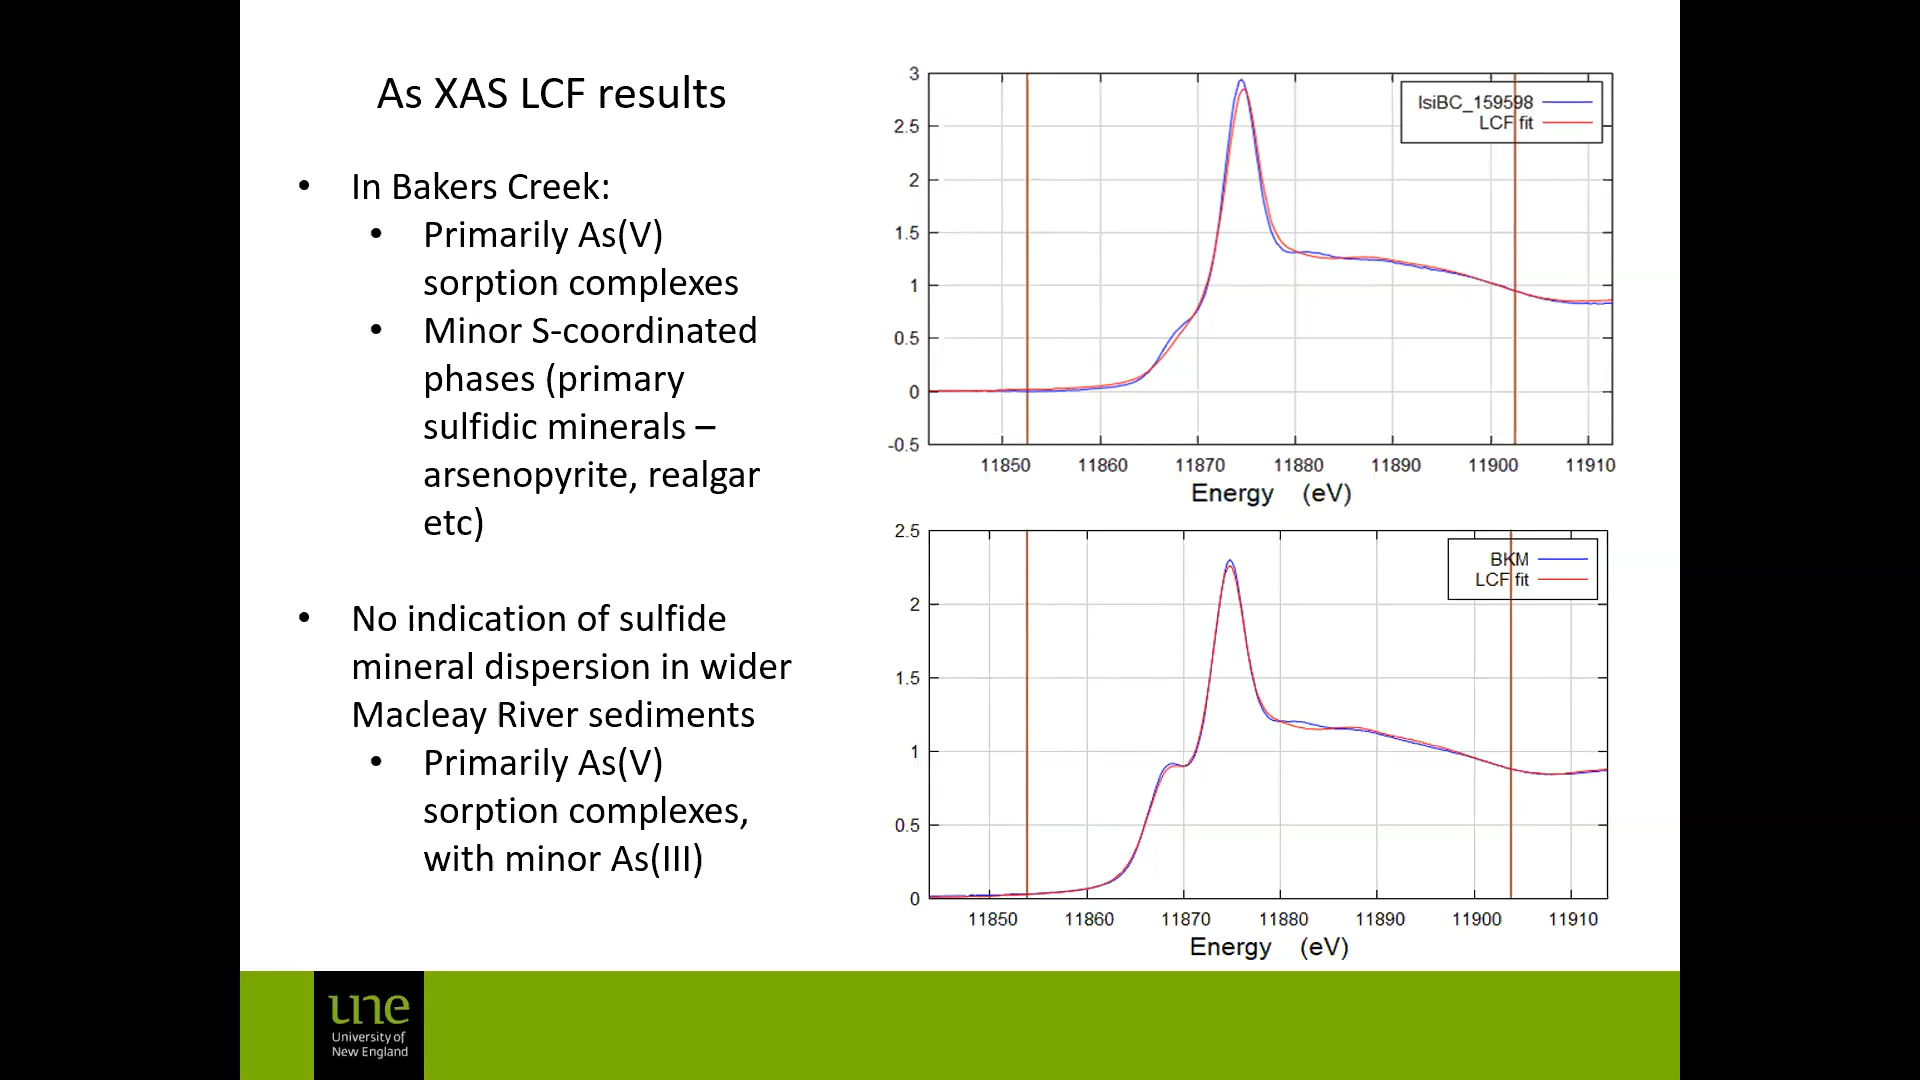 As XAS LCF results
• In Bakers Creek:
• Primarily As(V)
sorption complexes
• Minor S-coordinated
phases (primary
sulfidic minerals –
arsenopyrite, realgar
etc)
• No indication of sulfide
mineral dispersion in wider
Macleay River sediments
• Primarily As(V)
sorption complexes,
with minor As(III)
3
2.5
2
1.5
1
0.5
0
-0.5
IsiBC_159598
LCF fit
11850 11860 11870 11880 11890 11900 11910
Energy (eV)
2.5
2
1.5
1
0.5
0
BKM
LCF fit
11850 11860 11870 11880 11890 11900 11910
Energy (eV)
une
University of
New England